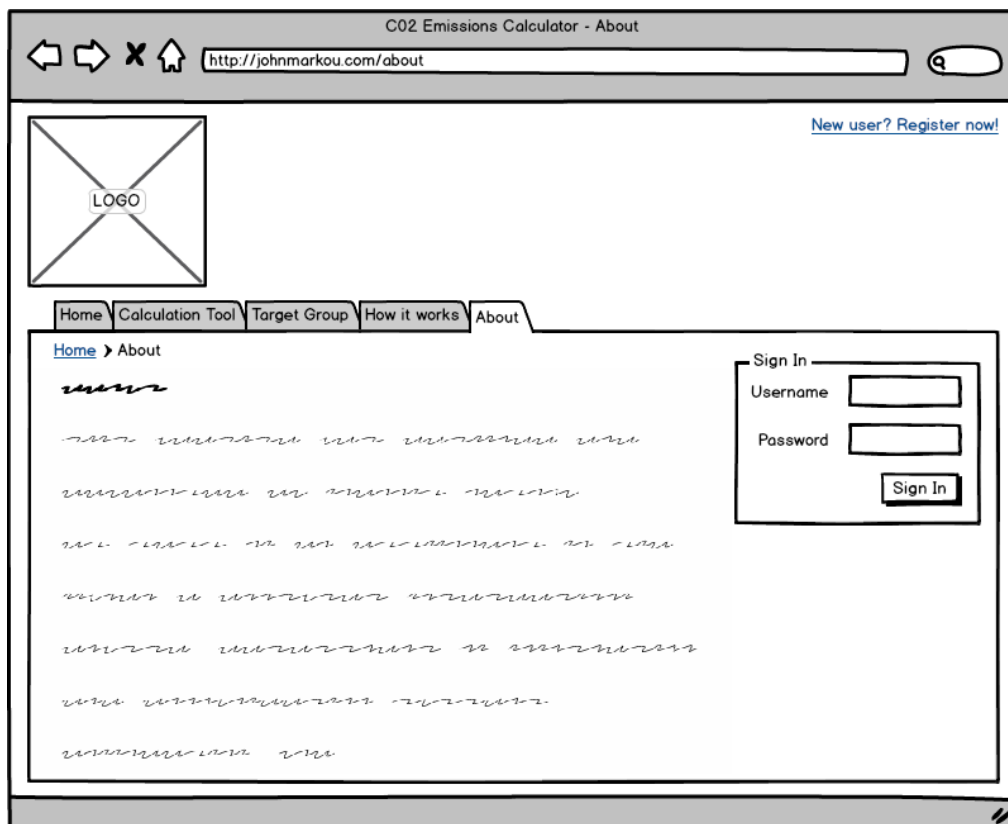 C02 Emissions Calculator - About
http://johnmarkou.com/about
New user? Register now!
LOGO
Home Calculation Tool Target Group How it works About
Home > About
Sign In
Username
Password
Sign In